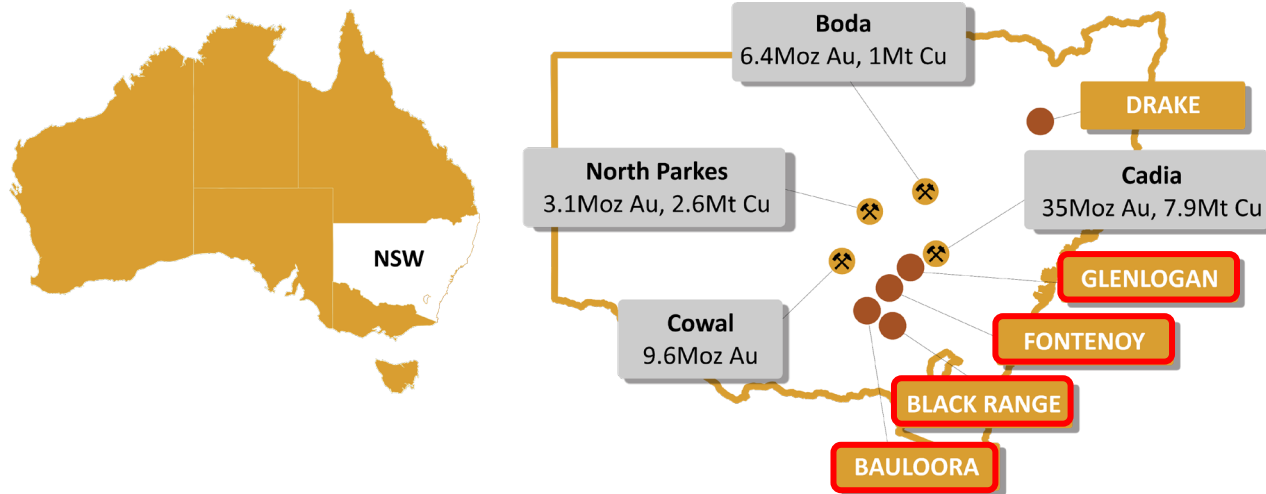 NSW
Boda
6.4Moz Au, 1Mt Cu
DRAKE
North Parkes
3.1Moz Au, 2.6Mt Cu
Cadia
35Moz Au, 7.9Mt Cu
GLENLOGAN
Cowal
9.6Moz Au
FONTENOY
BLACK RANGE
BAULOORA